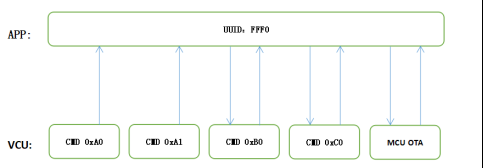 UUID: FFF0
APP:
VCU:
CMD 0xA0
CMD 0xA1
CMD 0xB0
CMD 0xC0
MCU OTA